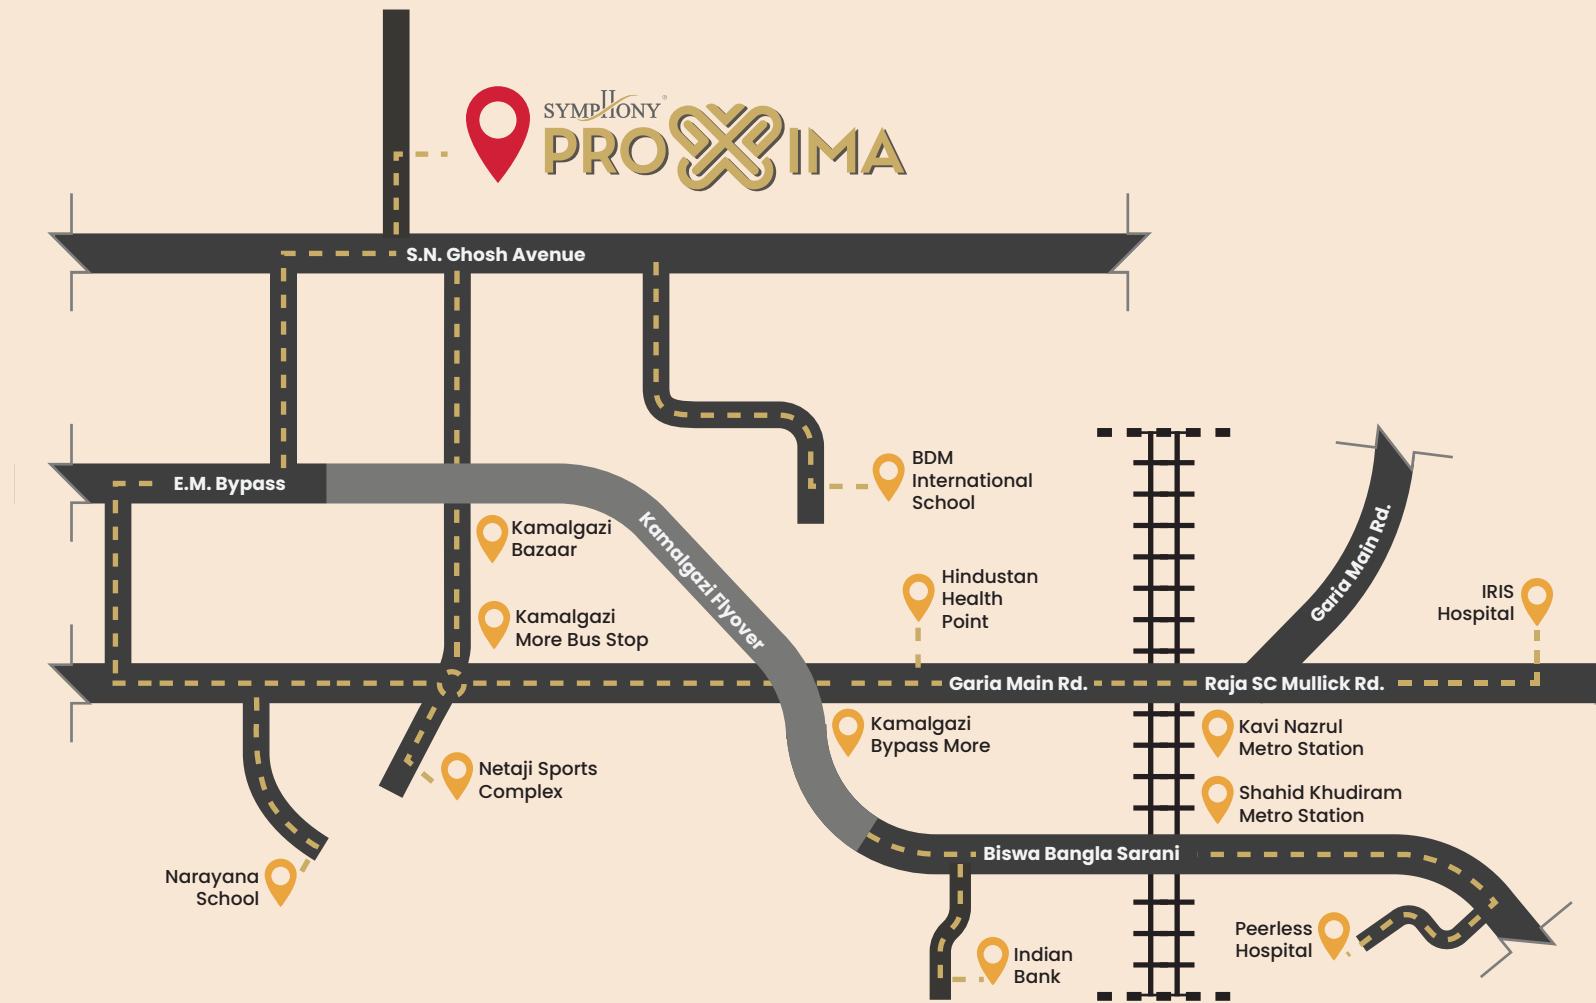 SYMPHONY®
PROXIMA
S.N. Ghosh Avenue
E.M. Bypass
Kamalgazi
Bazaar
Kamalgazi
More Bus Stop
Kamalgazi Flyover
BDM
International
School
Hindustan
Health
Point
Garia Main Rd.
IRIS
Hospital
Garia Main Rd.
Raja SC Mullick Rd.
Kamalgazi
Bypass More
Kavi Nazrul
Metro Station
Netaji Sports
Complex
Shahid Khudiram
Metro Station
Biswa Bangla Sarani
Narayana
School
Peerless
Hospital
Indian
Bank